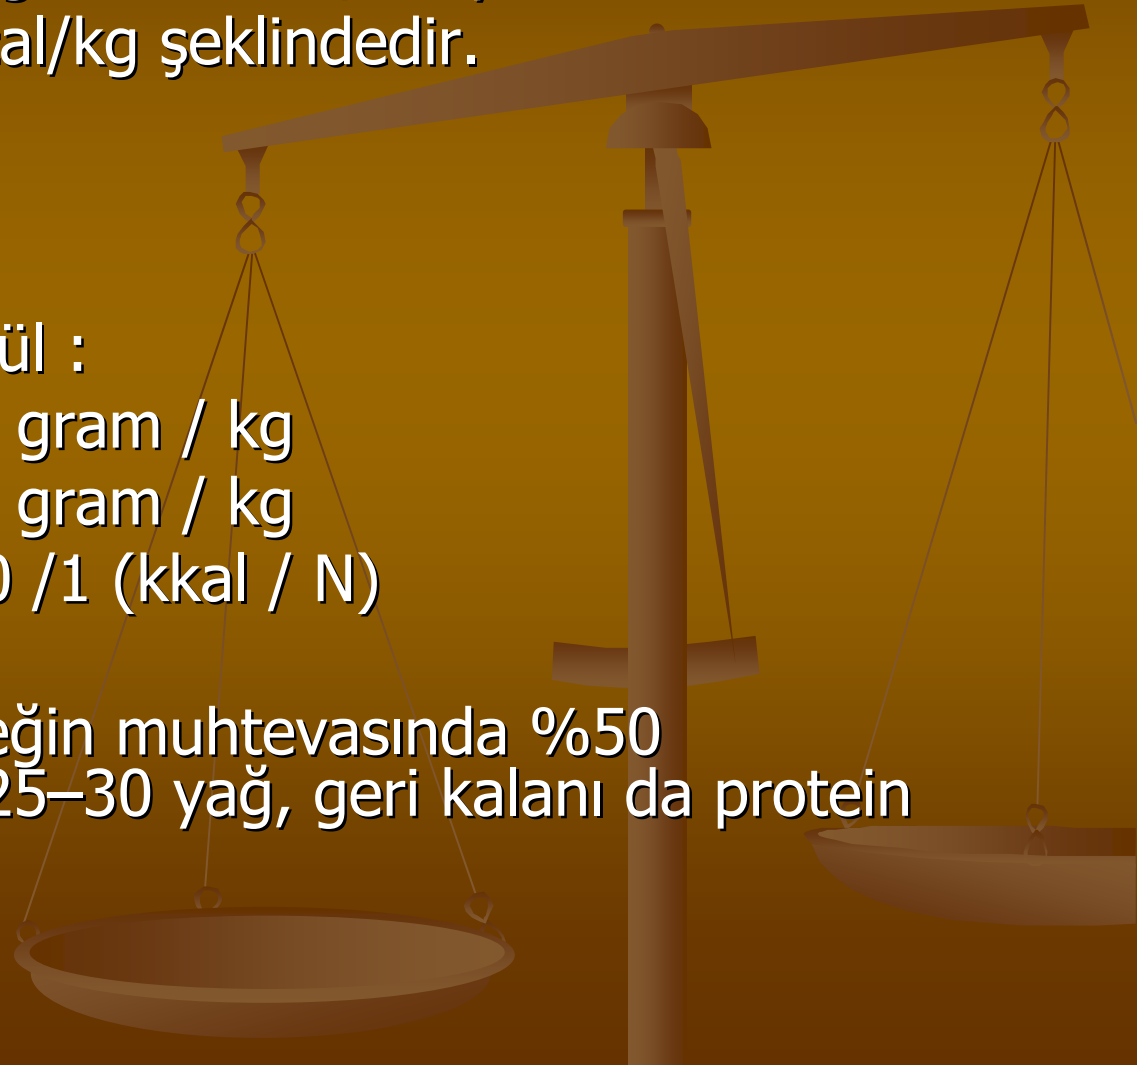 al/kg şeklindedir.
ül :
gram / kg
gram / kg
0 /1 (kkal / N)
eğin muhtevasında %50
25–30 yağ, geri kalanı da protein